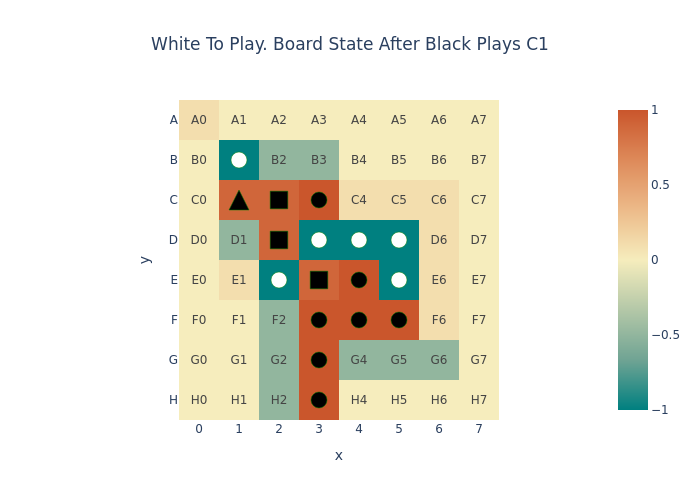 White To Play. Board State After Black Plays C1
A A0 A1 A2 A3 A4 A5 A6 A7
B B0 B2 B3 B4 B5 B6 B7
C C0 C4 C5 C6 C7
D D0 D1 D6 D7
E E0 E1 E6 E7
F F0 F1 F2 F6 F7
G G0 G1 G2 G4 G5 G6 G7
H H0 H1 H2 H4 H5 H6 H7
0 1 2 3 4 5 6 7
x
y
1
0.5
0
−0.5
−1